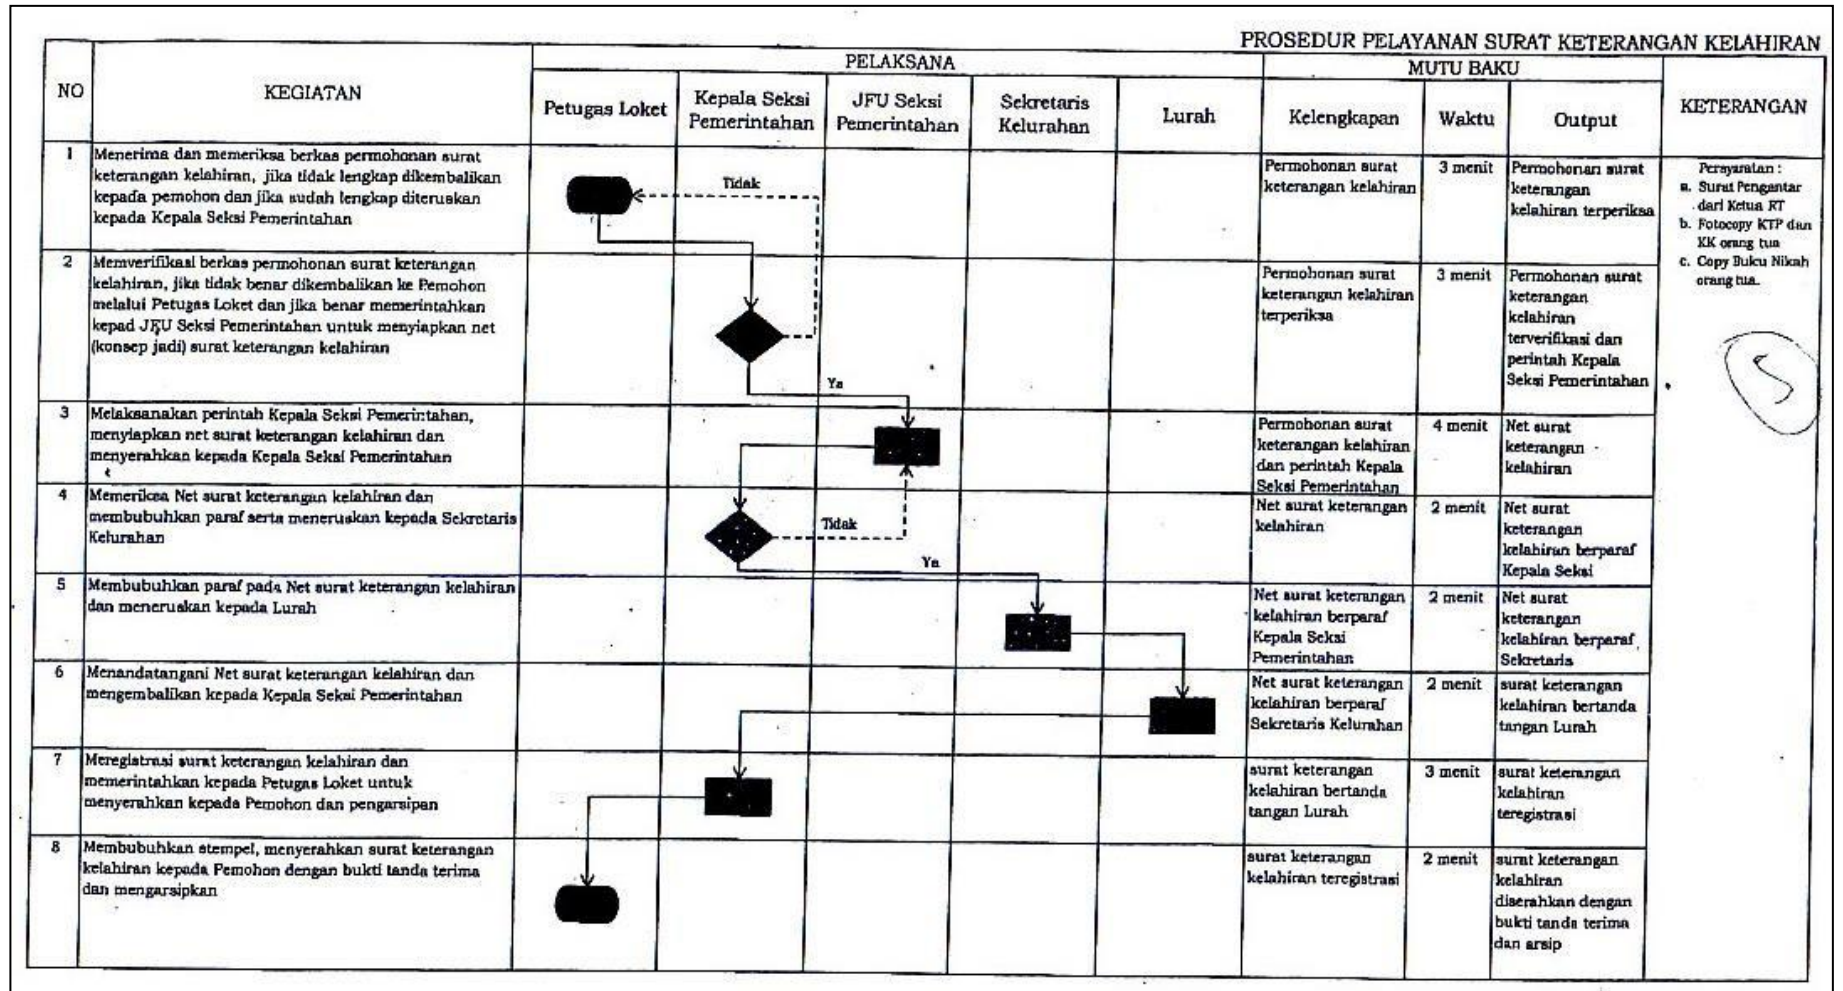 PROSEDUR PELAYANAN SURAT KETERANGAN KELAHIRAN
NO
KEGIATAN
PELAKSANA
MUTU BAKU
KETERANGAN
Petugas Loket
Kepala Seksi
Pemerintahan
JFU Seksi
Pemerintahan
Sekretaris
Kelurahan
Lurah
Kelengkapan
Waktu
Output
1
Menerima dan memeriksa berkas permohonan surat
keterangan kelahiran, jika tidak lengkap dikembalikan
kepada pemohon dan jika sudah lengkap diteruskan
kepada Kepala Seksi Pemerintahan
Tidak
Permohonan surat
keterangan kelahiran
3 menit
Permohonan surat
keterangan
kelahiran terperiksa
Persyaratan :
a. Surat Pengantar
dari Ketua RT
b. Fotocopy KTP dan
KK orang tua
c. Copy Buku Nikah
orang tua.
2
Memverifikasi berkas permohonan surat keterangan
kelahiran, jika tidak benar dikembalikan ke Pemohon
melalui Petugas Loket dan jika benar memerintahkan
kepad JFU Seksi Pemerintahan untuk menyiapkan net
(konsep jadi) surat keterangan kelahiran
Ya
Permohonan surat
keterangan kelahiran
terperiksa
3 menit
Permohonan surat
keterangan
kelahiran
terverifikasi dan
perintah Kepala
Seksi Pemerintahan
3
Melaksanakan perintah Kepala Seksi Pemerintahan,
menyiapkan net surat keterangan kelahiran dan
menyerahkan kepada Kepala Seksi Pemerintahan
Permohonan surat
keterangan kelahiran
dan perintah Kepala
Seksi Pemerintahan
4 menit
Net surat
keterangan
kelahiran
4
Memeriksa Net surat keterangan kelahiran dan
membubuhkan paraf serta meneruskan kepada Sekretaris
Kelurahan
Tidak
Ya
Net surat keterangan
kelahiran
2 menit
Net surat
keterangan
kelahiran berparaf
Kepala Seksi
5
Membubuhkan paraf pada Net surat keterangan kelahiran
dan meneruskan kepada Lurah
Net surat keterangan
kelahiran berparaf
Kepala Seksi
Pemerintahan
2 menit
Net surat
keterangan
kelahiran berparaf
Sekretaris
6
Menandatangani Net surat keterangan kelahiran dan
mengembalikan kepada Kepala Seksi Pemerintahan
Net surat keterangan
kelahiran berparaf
Sekretaris Kelurahan
2 menit
surat keterangan
kelahiran bertanda
tangan Lurah
7
Meregistrasi surat keterangan kelahiran dan
memerintahkan kepada Petugas Loket untuk
menyerahkan kepada Pemohon dan pengarsipan
surat keterangan
kelahiran bertanda
tangan Lurah
3 menit
surat keterangan
kelahiran
teregistrasi
8
Membubuhkan stempel, menyerahkan surat keterangan
kelahiran kepada Pemohon dengan bukti tanda terima
dan mengarsipkan
surat keterangan
kelahiran teregistrasi
2 menit
surat keterangan
kelahiran
diserahkan dengan
bukti tanda terima
dan arsip